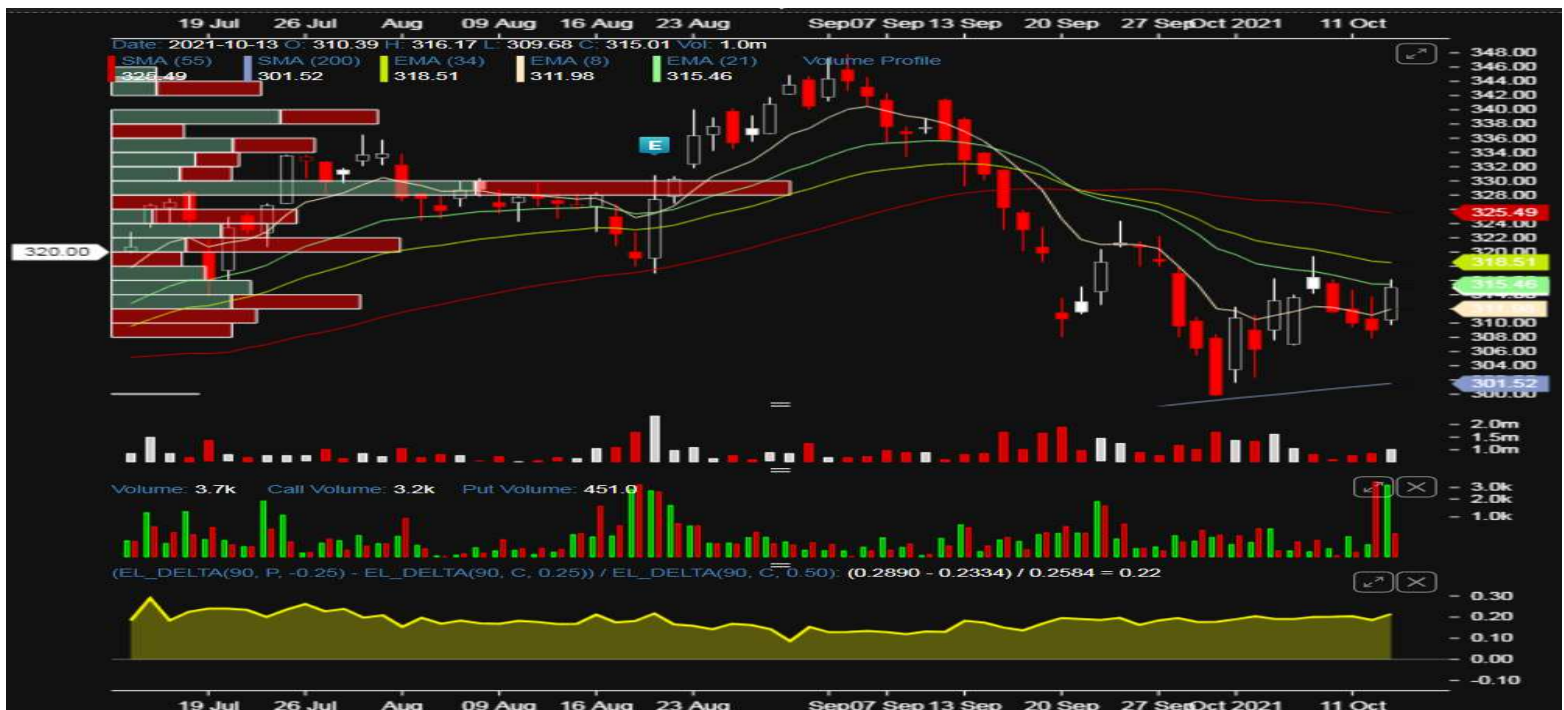 19 Jul 26 Jul Aug 09 Aug 16 Aug 23 Aug Sep07 Sep 13 Sep 20 Sep 27 Sep Oct 2021 11 Oct
Date: 2021-10-13 O: 310.39 H: 316.17 L: 309.68 C: 315.01 Vol: 1.0m
SMA (55) SMA (200) EMA (34) EMA (8) EMA (21) Volume Profile
325.49 301.52 318.51 311.98 315.46
348.00
346.00
344.00
342.00
340.00
338.00
336.00
E
334.00
332.00
330.00
328.00
325.49
324.00
322.00
320.00
320.00
318.51
315.46
310.00
308.00
306.00
304.00
301.52
300.00
2.0m
1.5m
1.0m
Volume: 3.7k Call Volume: 3.2k Put Volume: 451.0
3.0k
2.0k
1.0k
(EL_DELTA(90, P, -0.25) - EL_DELTA(90, C, 0.25)) / EL_DELTA(90, C, 0.50): (0.2890 - 0.2334) / 0.2584 = 0.22
0.30
0.20
0.10
0.00
-0.10
19 Jul 26 Jul Aug 09 Aug 16 Aug 23 Aug Sep07 Sep 13 Sep 20 Sep 27 Sep Oct 2021 11 Oct